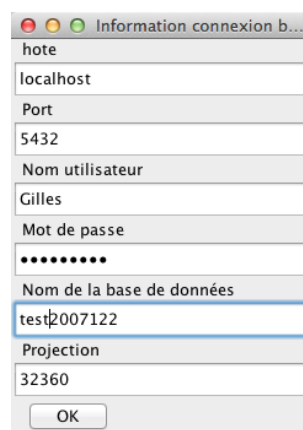 Information connexion b...
hote
localhost
Port
5432
Nom utilisateur
Gilles
Mot de passe
•••••••••
Nom de la base de données
test2007122
Projection
32360
OK